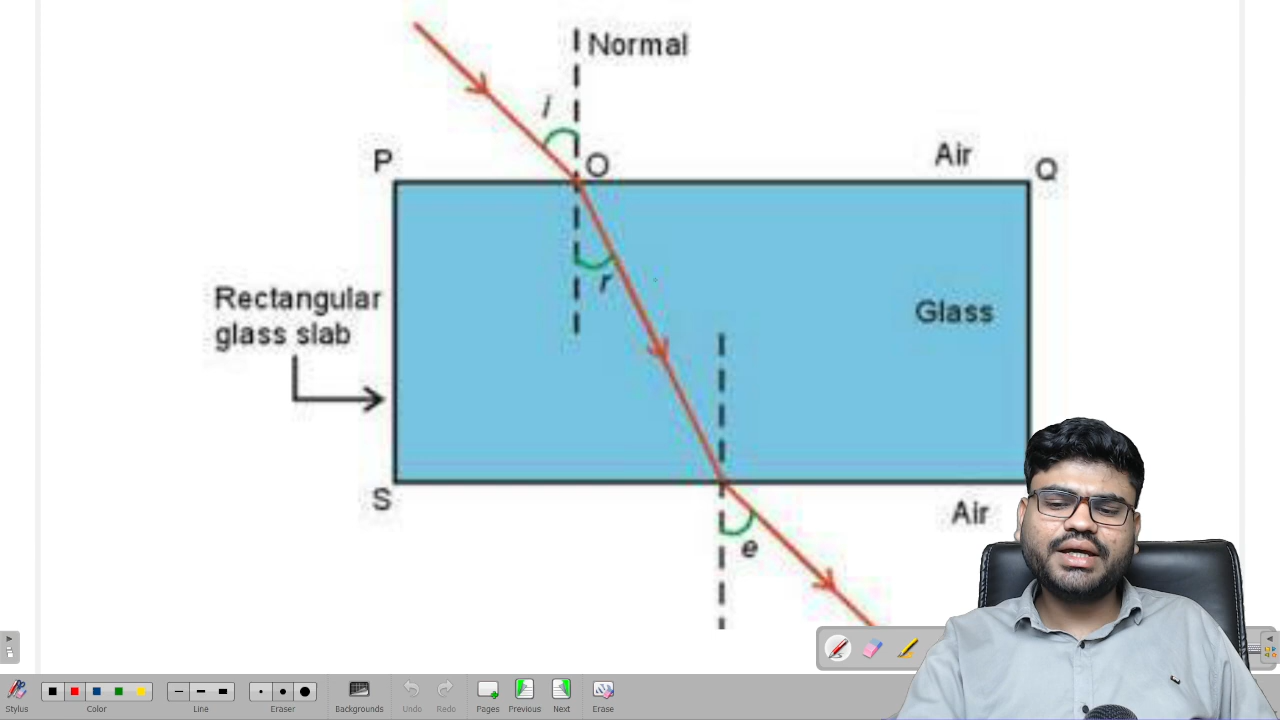 Normal
i
P
O
Air
Q
r
Rectangular
glass slab
Glass
S
Air
e
Stylus
Color
Line
Eraser
Backgrounds
Undo
Redo
Pages
Previous
Next
Erase